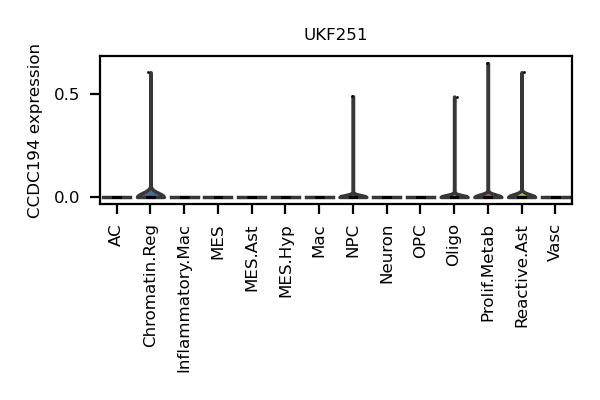 UKF251
CCDC194 expression
0.5
0.0
AC
Chromatin.Reg
Inflammatory.Mac
MES
MES.Ast
MES.Hyp
Mac
NPC
Neuron
OPC
Oligo
Prolif.Metab
Reactive.Ast
Vasc